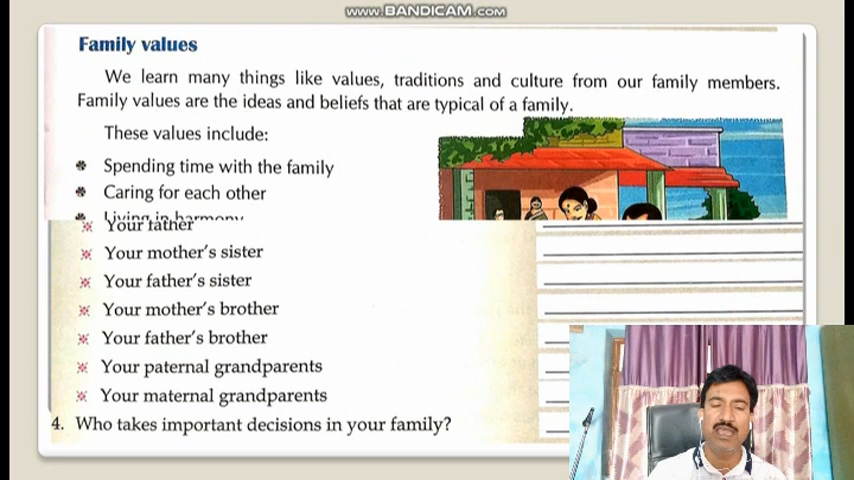 www.BANDICAM.com
Family values
We learn many things like values, traditions and culture from our family members.
Family values are the ideas and beliefs that are typical of a family.
These values include:
Spending time with the family
Caring for each other
Living in harmony
Your father
Your mother's sister
Your father's sister
Your mother's brother
Your father's brother
Your paternal grandparents
Your maternal grandparents
4. Who takes important decisions in your family?